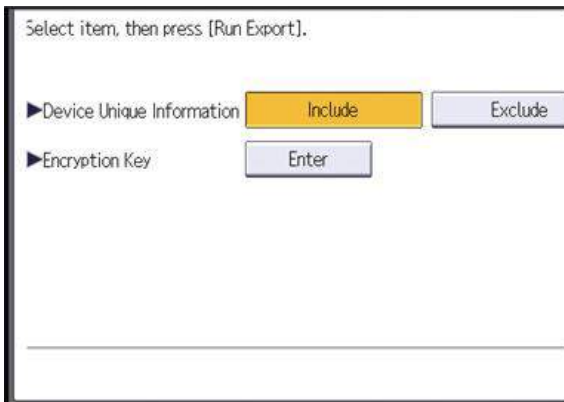 Select item, then press [Run Export].
►Device Unique Information Include Exclude
►Encryption Key Enter